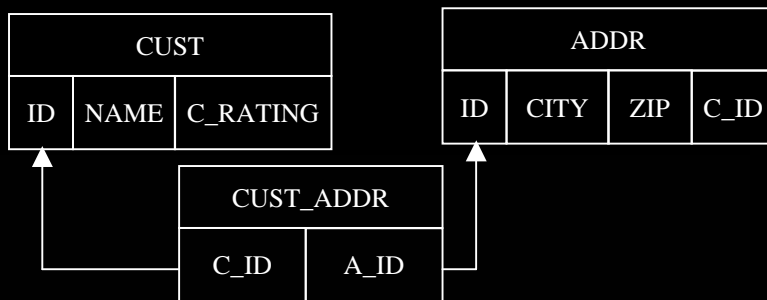 CUST
ID NAME C_RATING
ADDR
ID CITY ZIP C_ID
CUST_ADDR
C_ID A_ID